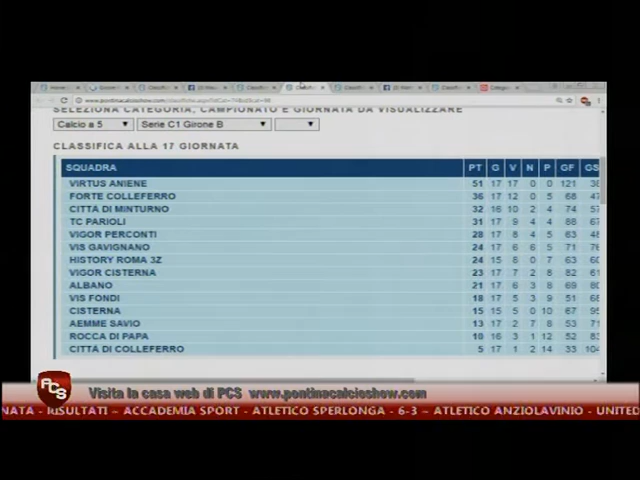 www.pontinacalcioshow.com
SELEZIONA CATEGORIA, CAMPIONATO E GIORNATA DA VISUALIZZARE
Calcio a 5 Serie C1 Girone B
CLASSIFICA ALLA 17 GIORNATA
SQUADRA PT G V N P GF GS
VIRTUS ANIENE 51 17 17 0 0 121
FORTE COLLEFERRO 36 17 12 0 5 68
CITTÀ DI MINTURNO 32 16 10 2 4 74
TC PARIOLI 31 17 9 4 4 88
VIGOR PERCONTI 28 17 8 4 5 63
VIS GAVIGNANO 24 17 6 6 5 71
HISTORY ROMA 3Z 24 15 8 0 7 63
VIGOR CISTERNA 23 17 7 2 8 82
ALBANO 21 17 6 3 8 69
VIS FONDI 18 17 5 3 9 51
CISTERNA 15 15 5 0 10 67
AEMME SAVIO 13 17 2 7 8 53
ROCCA DI PAPA 10 16 3 1 12 52
CITTÀ DI COLLEFERRO 5 17 1 2 14 33 104
PCS Visita la casa web di PCS www.pontinacalcioshow.com
NATA - RISULTATI - ACCADEMIA SPORT - ATLETICO SPERLONGA - 6-3 - ATLETICO ANZIOLAVINIO - UNITED